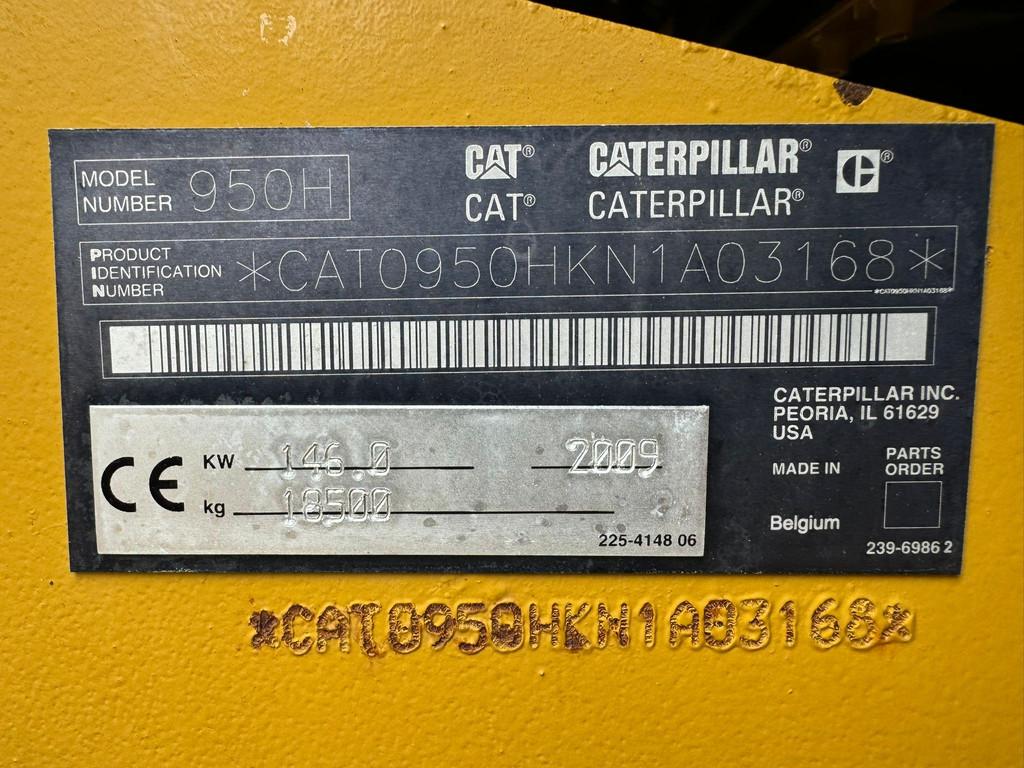 MODEL NUMBER 950H
CAT® CATERPILLAR® C®
CAT® CATERPILLAR®
PRODUCT IDENTIFICATION NUMBER *CAT0950HKN1A03168*
*CAT0950HKN1A03168*
CATERPILLAR INC.
PEORIA, IL 61629
USA
CE KW 146.0 2009
kg 18500
225-4148 06
MADE IN
Belgium
PARTS
ORDER
239-6986 2
*CAT0950HKN1A03168*